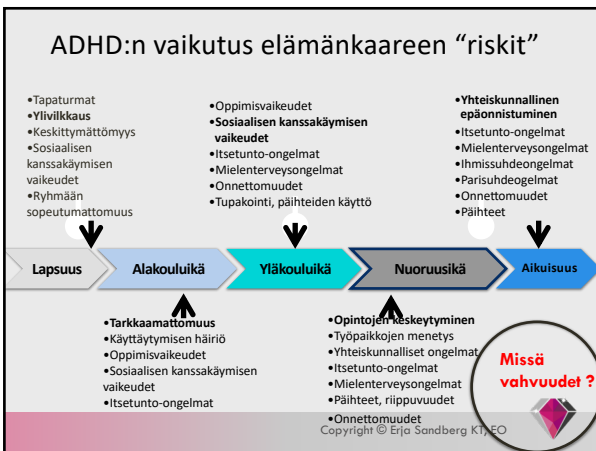 ADHD:n vaikutus elämänkaareen “riskit”
•Tapaturmat
•Ylivilkkaus
•Keskittymättömyys
•Sosiaalisen
kanssakäymisen
vaikeudet
•Ryhmään
sopeutumattomuus
•Oppimisvaikeudet
•Sosiaalisen kanssakäymisen
vaikeudet
•Itsetunto-ongelmat
•Mielenterveysongelmat
•Onnettomuudet
•Tupakointi, päihteiden käyttö
•Yhteiskunnallinen
epäonnistuminen
•Itsetunto-ongelmat
•Mielenterveysongelmat
•Ihmissuhdeongelmat
•Parisuhdeogelmat
•Onnettomuudet
•Päihteet
Lapsuus
Alakouluikä
Yläkouluikä
Nuoruusikä
Aikuisuus
•Tarkkaamattomuus
•Käyttäytymisen häiriö
•Oppimisvaikeudet
•Sosiaalisen kanssakäymisen
vaikeudet
•Itsetunto-ongelmat
•Opintojen keskeytyminen
•Työpaikkojen menetys
•Yhteiskunnalliset ongelmat
•Itsetunto-ongelmat
•Mielenterveysongelmat
•Päihteet, riippuvuudet
•Onnettomuudet
Missä
vahvuudet ?
Copyright © Erja Sandberg KT, EO